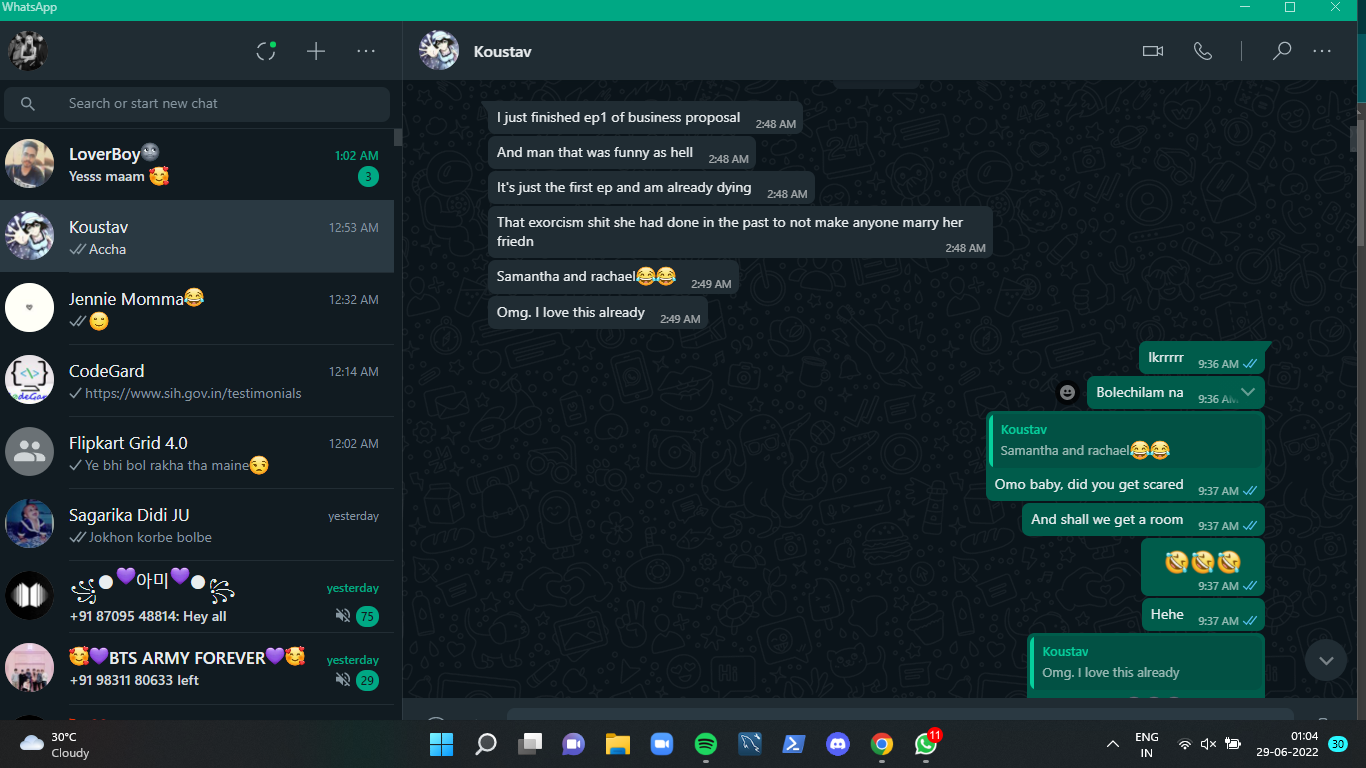 WhatsApp
Search or start new chat
LoverBoy🌚
1:02 AM
Yesss maam 🥰
3
Koustav
12:53 AM
Accha
Jennie Momma😂
12:32 AM
😊
CodeGard
12:14 AM
https://www.sih.gov.in/testimonials
Flipkart Grid 4.0
12:02 AM
Ye bhi bol rakha tha maine😒
Sagarika Didi JU
yesterday
Jokhon korbe bolbe
꧁●💜아미💜●꧂
yesterday
+91 87095 48814: Hey all
75
🥰💜BTS ARMY FOREVER💜🥰
yesterday
+91 98311 80633 left
29
Koustav
I just finished ep1 of business proposal
2:48 AM
And man that was funny as hell
2:48 AM
It's just the first ep and am already dying
2:48 AM
That exorcism shit she had done in the past to not make anyone marry her
friedn
2:48 AM
Samantha and rachael😂😂
2:49 AM
Omg. I love this already
2:49 AM
Ikrrrrr
9:36 AM
Bolechilam na
9:36 AM
Koustav
Samantha and rachael😂😂
Omo baby, did you get scared
9:37 AM
And shall we get a room
9:37 AM
🤣🤣🤣
9:37 AM
Hehe
9:37 AM
Koustav
Omg. I love this already
30°C
Cloudy
11
ENG
IN
01:04
29-06-2022
30